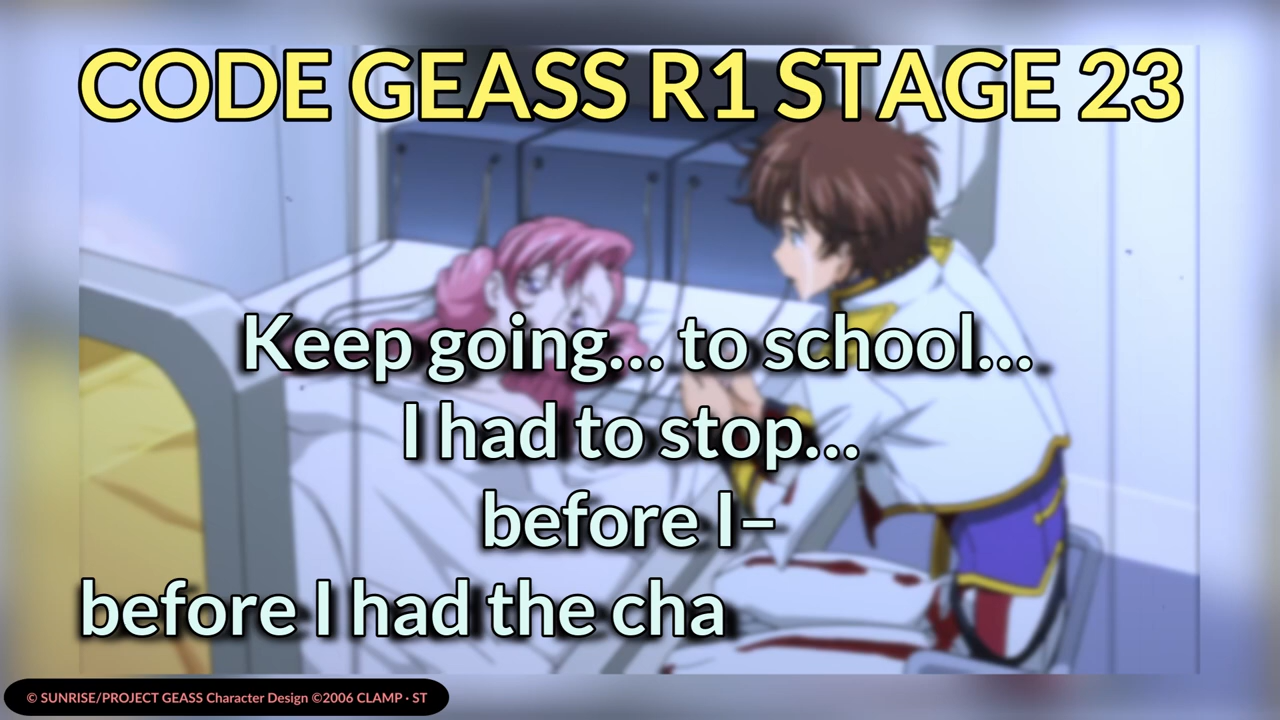 CODE GEASS R1 STAGE 23
Keep going... to school...
I had to stop...
before I–
before I had the cha
© SUNRISE/PROJECT GEASS Character Design ©2006 CLAMP · ST